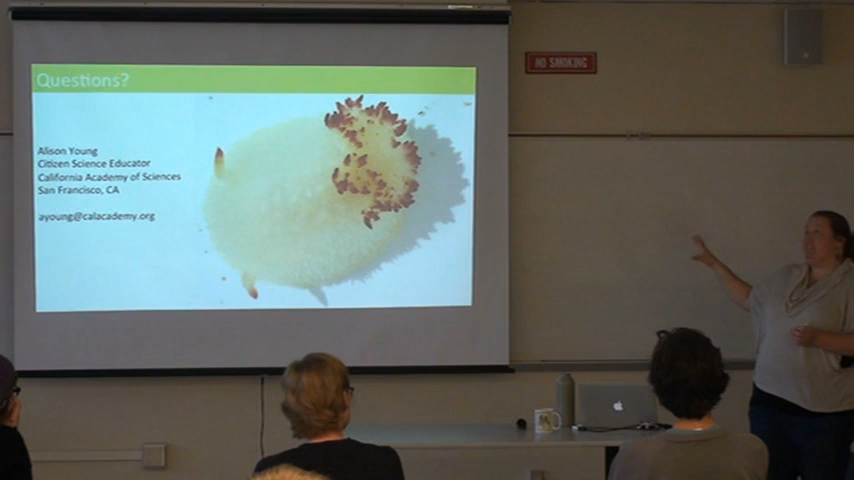 Questions?
Alison Young
Citizen Science Educator
California Academy of Sciences
San Francisco, CA
ayoung@calacademy.org
NO SMOKING